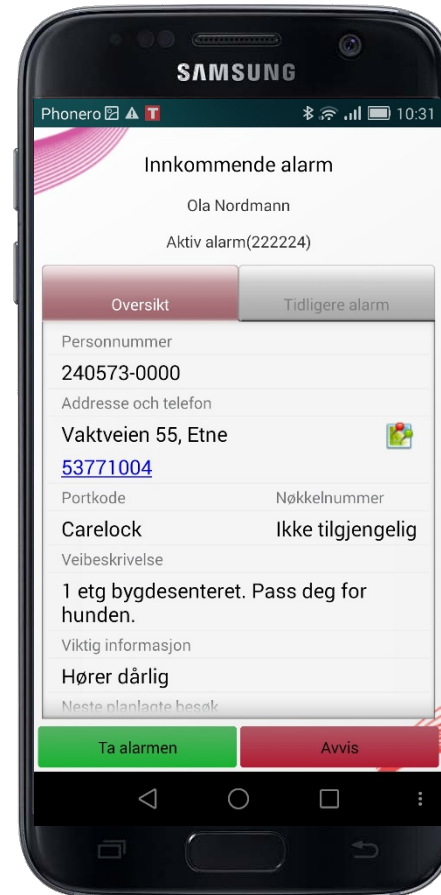 SAMSUNG
Phonero 10:31
Innkommende alarm
Ola Nordmann
Aktiv alarm(222224)
Oversikt Tidligere alarm
Personnummer
240573-0000
Addresse och telefon
Vaktveien 55, Etne
53771004
Portkode Nøkkelnummer
Carelock Ikke tilgjengelig
Veibeskrivelse
1 etg bygdesenteret. Pass deg for
hunden.
Viktig informasjon
Hører dårlig
Neste planlagte besøk
Ta alarmen Avvis